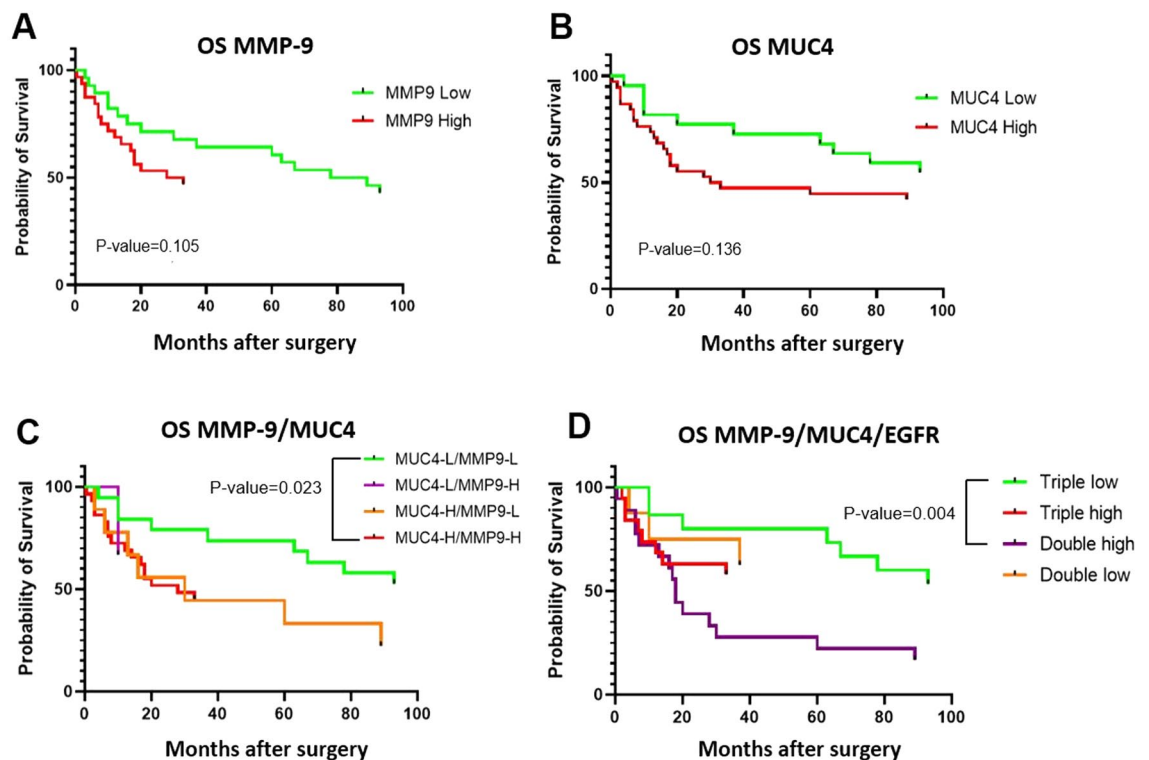 A
OS MMP-9
Probability of Survival
100
50
0
MMP9 Low
MMP9 High
P-value=0.105
0 20 40 60 80 100
Months after surgery
B
OS MUC4
Probability of Survival
100
50
0
MUC4 Low
MUC4 High
P-value=0.136
0 20 40 60 80 100
Months after surgery
C
OS MMP-9/MUC4
Probability of Survival
100
50
0
P-value=0.023
MUC4-L/MMP9-L
MUC4-L/MMP9-H
MUC4-H/MMP9-L
MUC4-H/MMP9-H
0 20 40 60 80 100
Months after surgery
D
OS MMP-9/MUC4/EGFR
Probability of Survival
100
50
0
P-value=0.004
Triple low
Triple high
Double high
Double low
0 20 40 60 80 100
Months after surgery